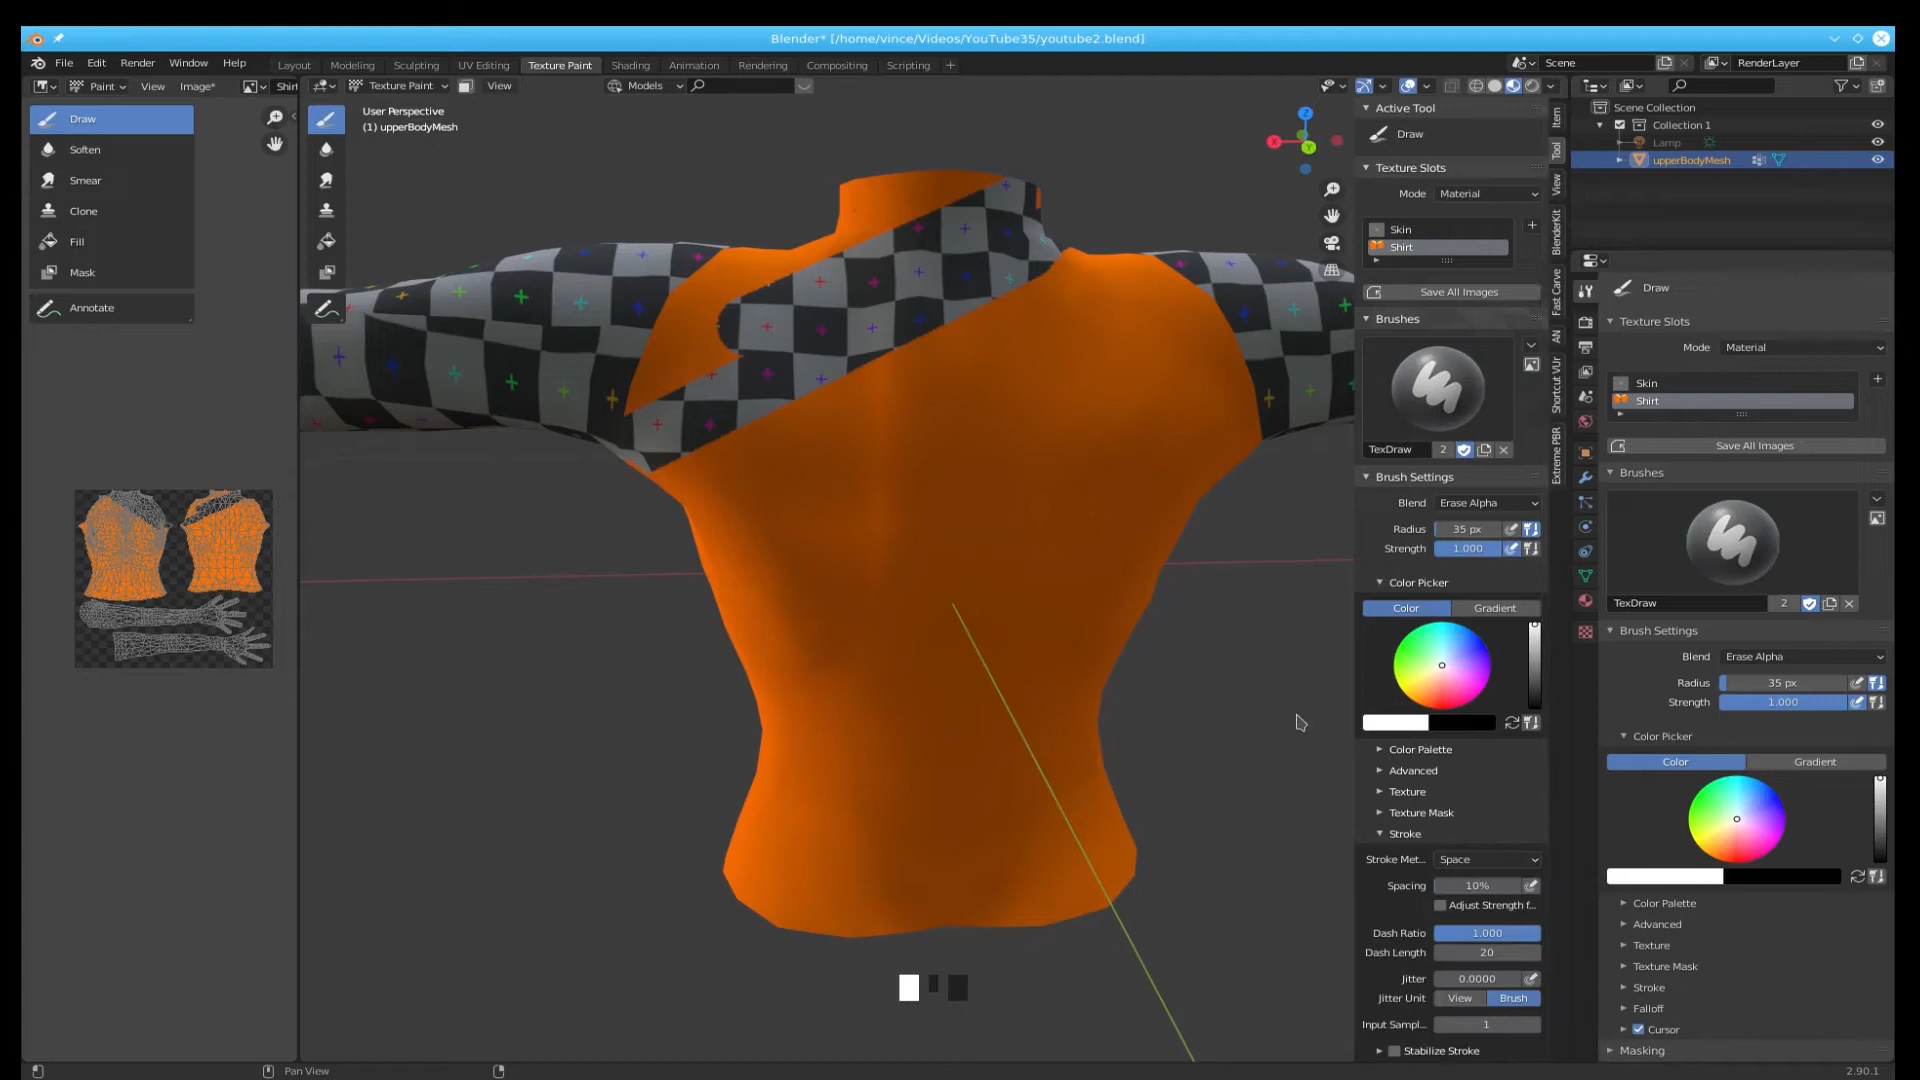 Blender* [/home/vince/Videos/YouTube35/youtube2.blend]
File Edit Render Window Help
Layout Modeling Sculpting UV Editing Texture Paint Shading Animation Rendering Compositing Scripting +
Scene
RenderLayer
Paint View Image* Shirt
Texture Paint View
Models
Draw
Soften
Smear
Clone
Fill
Mask
Annotate
User Perspective
(1) upperBodyMesh
X
Y
Z
Active Tool
Draw
Texture Slots
Mode Material
Skin
Shirt
Save All Images
Brushes
TexDraw 2
Brush Settings
Blend Erase Alpha
Radius 35 px
Strength 1.000
Color Picker
Color Gradient
Color Palette
Advanced
Texture
Texture Mask
Stroke
Stroke Met... Space
Spacing 10%
Adjust Strength f...
Dash Ratio 1.000
Dash Length 20
Jitter 0.0000
Jitter Unit View Brush
Input Sampl... 1
Stabilize Stroke
Item
Tool
View
BlenderKit
Fast Carve
AN
Shortcut VUr
Extreme PBR
Scene Collection
Collection 1
Lamp
upperBodyMesh
Draw
Texture Slots
Mode Material
Skin
Shirt
Save All Images
Brushes
TexDraw 2
Brush Settings
Blend Erase Alpha
Radius 35 px
Strength 1.000
Color Picker
Color Gradient
Color Palette
Advanced
Texture
Texture Mask
Stroke
Falloff
Cursor
Masking
Pan View
2.90.1